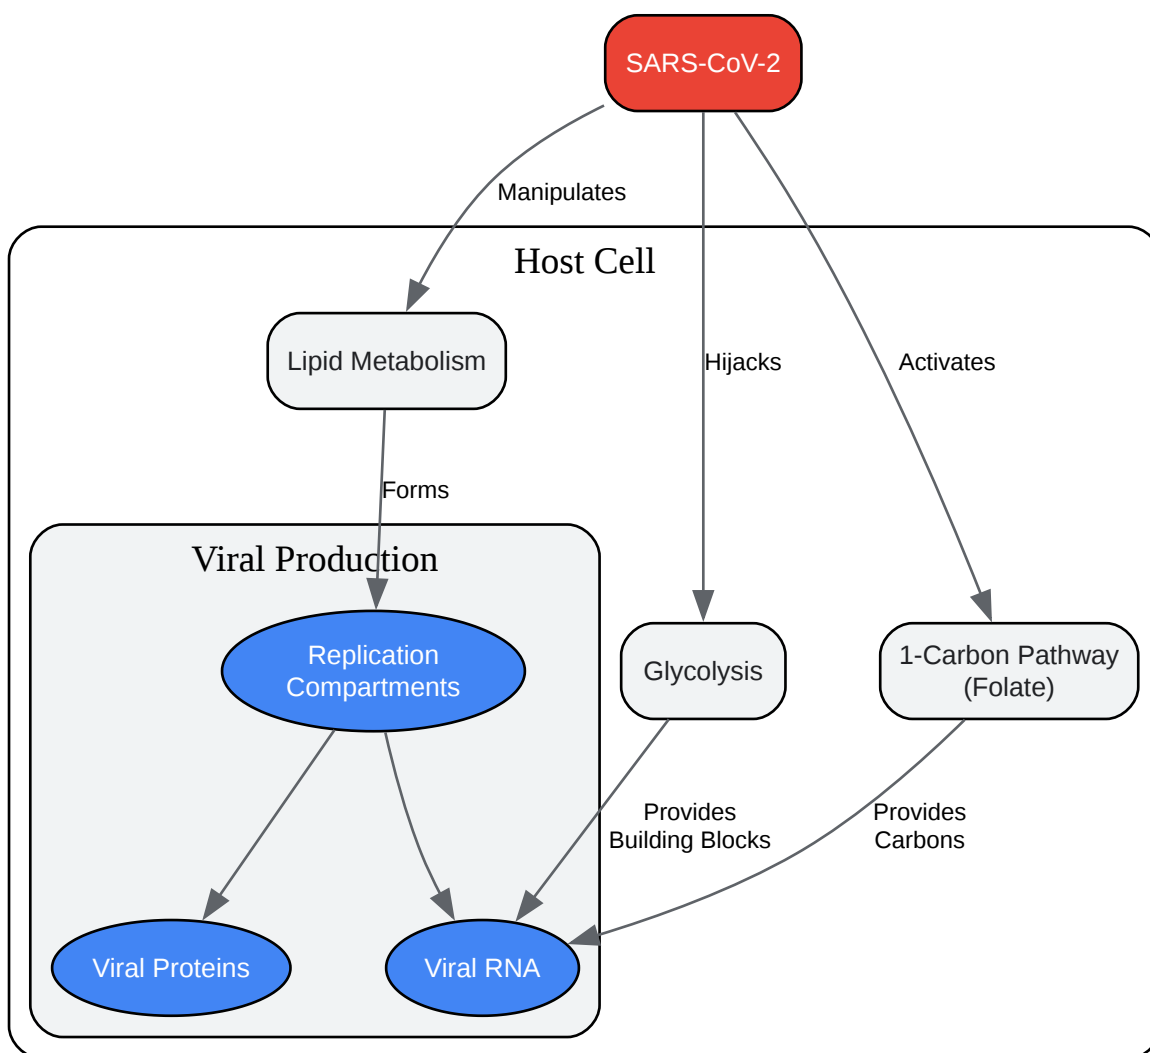 SARS-CoV-2
Manipulates
Host Cell
Lipid Metabolism
Hijacks
Activates
Forms
Viral Production
Replication
Compartments
Glycolysis
1-Carbon Pathway
(Folate)
Provides
Building Blocks
Provides
Carbons
Viral Proteins
Viral RNA